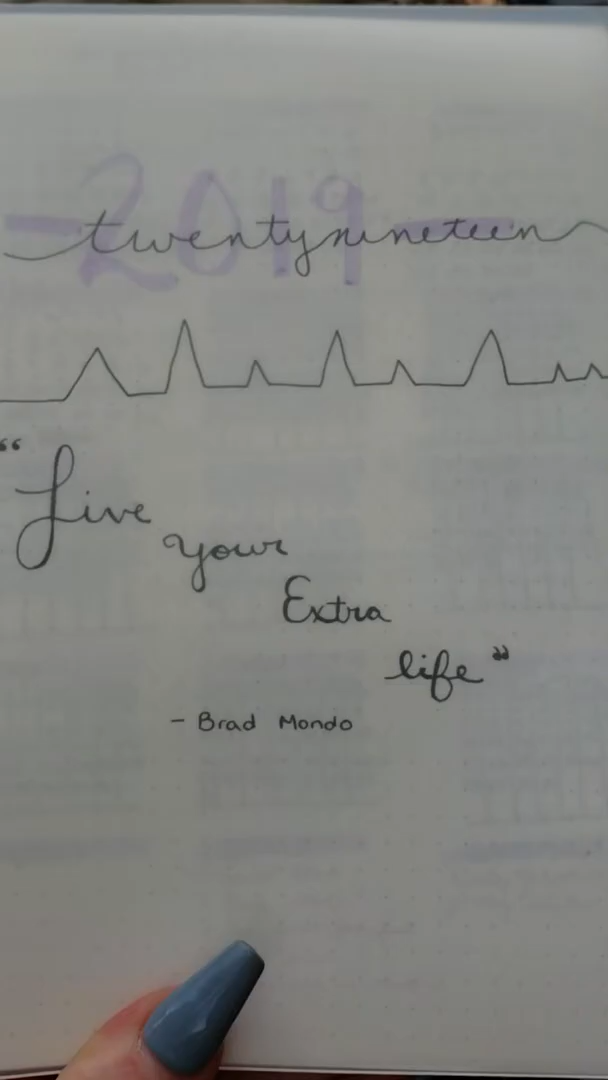 -2019-
twentynineteen
"Live
your
Extra
life"
- Brad Mondo